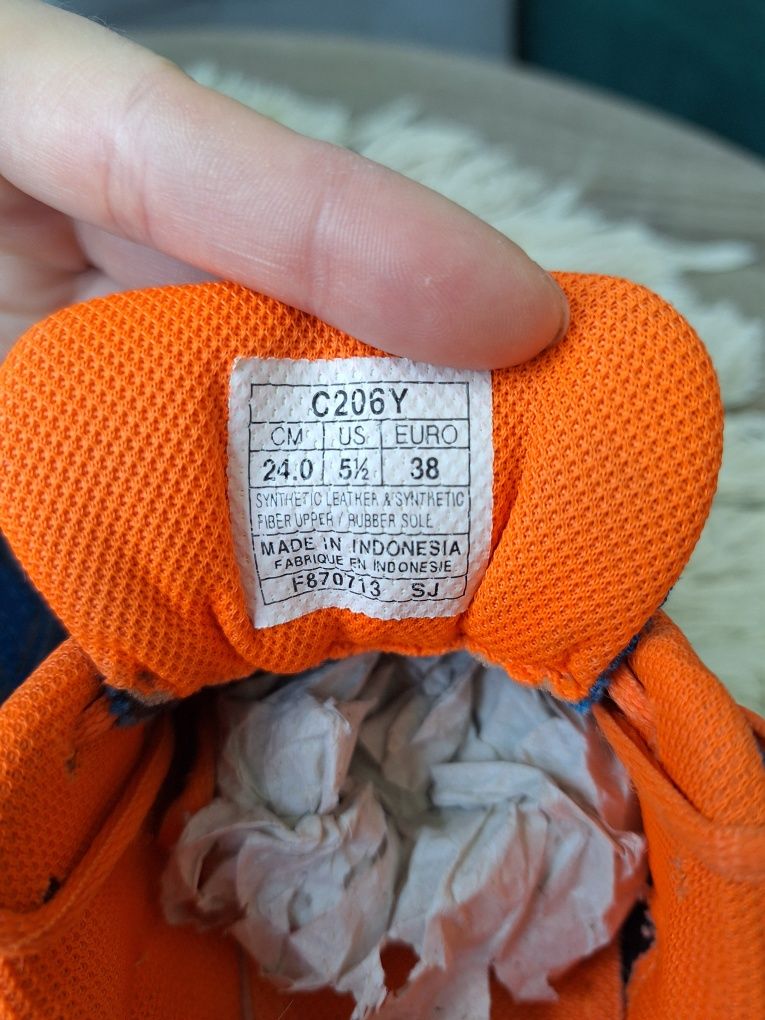 C206Y
CM US EURO
24.0 5½ 38
SYNTHETIC LEATHER & SYNTHETIC
FIBER UPPER / RUBBER SOLE
MADE IN INDONESIA
FABRIQUE EN INDONESIE
F870713 SJ